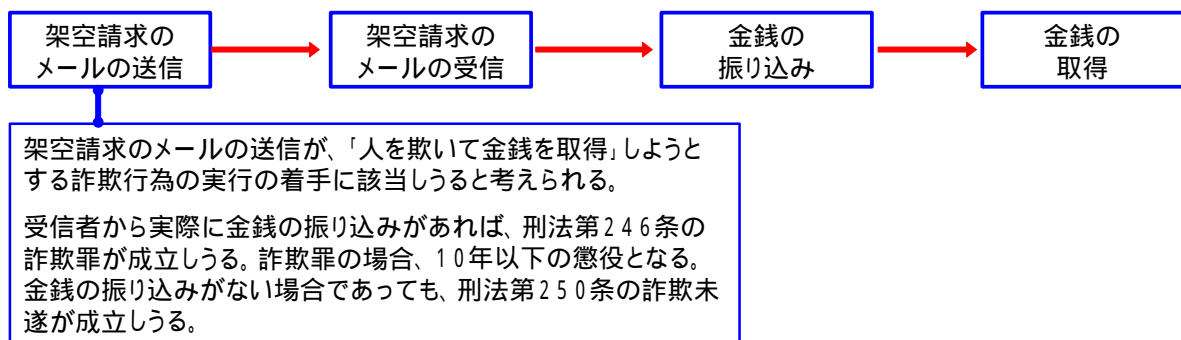 架空請求の
メールの送信
架空請求の
メールの受信
金銭の
振り込み
金銭の
取得
架空請求のメールの送信が、「人を欺いて金銭を取得」しようと
する詐欺行為の実行の着手に該当しうると考えられる。
受信者から実際に金銭の振り込みがあれば、刑法第246条の
詐欺罪が成立しうる。詐欺罪の場合、10年以下の懲役となる。
金銭の振り込みがない場合であっても、刑法第250条の詐欺未
遂が成立しうる。